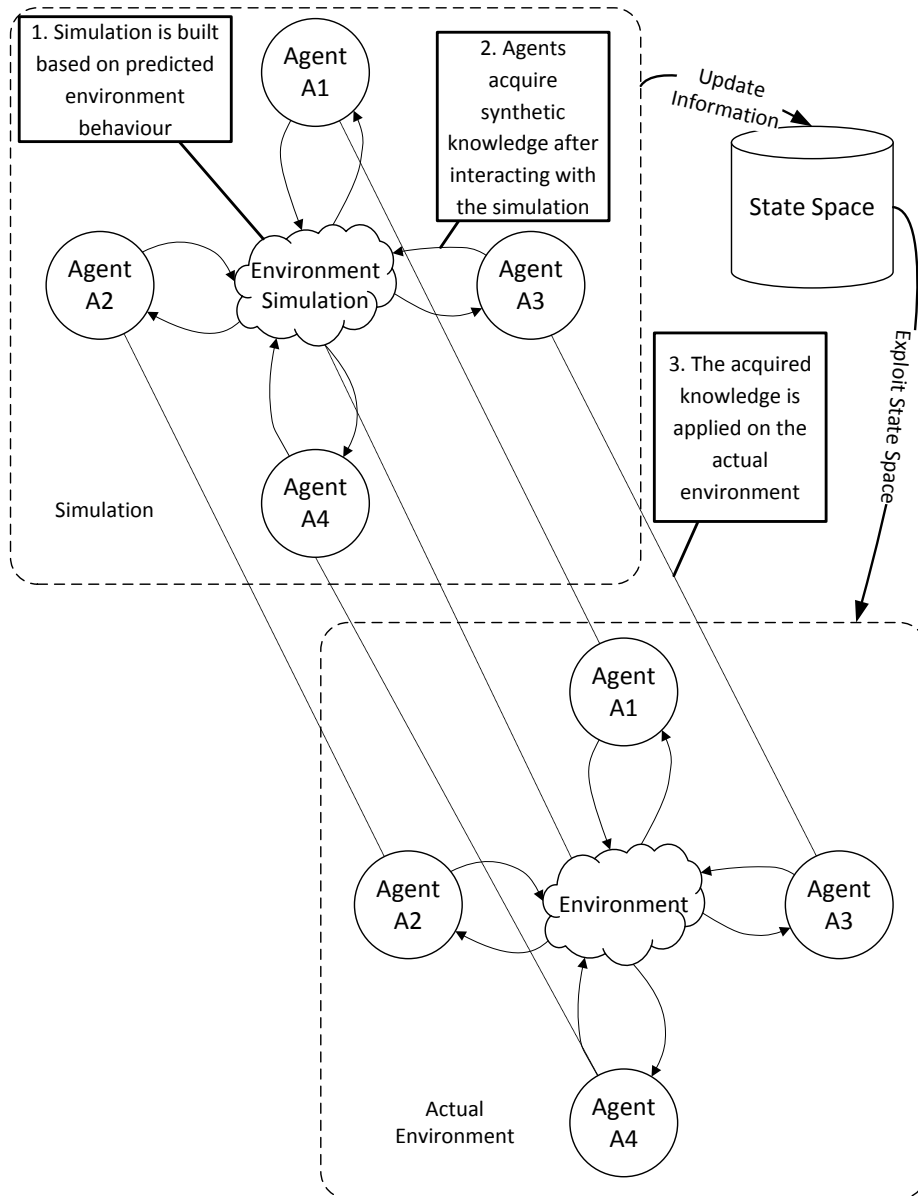 1. Simulation is built
based on predicted
environment
behaviour
Agent
A1
2. Agents
acquire
synthetic
knowledge after
interacting with
the simulation
Update
Information
State Space
Agent
A2
Environment
Simulation
Agent
A3
Agent
A4
Simulation
3. The acquired
knowledge is
applied on the
actual
environment
Exploit State
Space
Agent
A1
Agent
A2
Environment
Agent
A3
Agent
A4
Actual
Environment